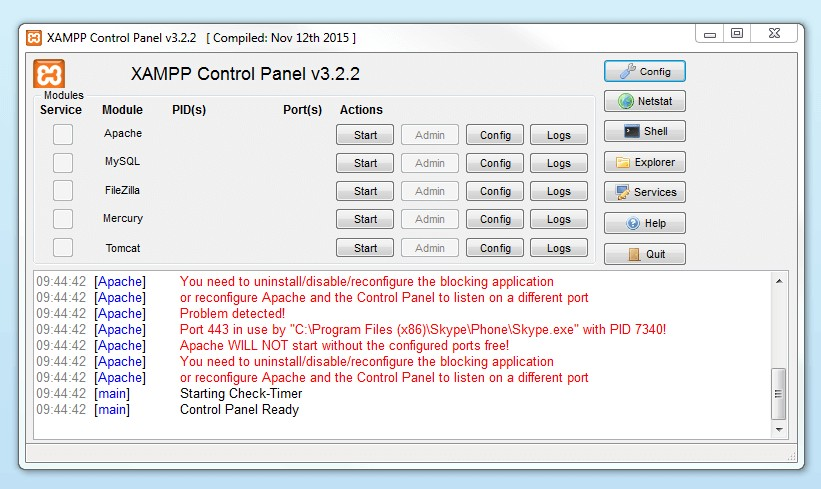 XAMPP Control Panel v3.2.2   [ Compiled: Nov 12th 2015 ]
XAMPP Control Panel v3.2.2
Config
Modules
Service Module PID(s) Port(s) Actions
Netstat
Apache Start Admin Config Logs
Shell
MySQL Start Admin Config Logs
Explorer
FileZilla Start Admin Config Logs
Services
Mercury Start Admin Config Logs
Help
Tomcat Start Admin Config Logs
Quit
09:44:42 [Apache] You need to uninstall/disable/reconfigure the blocking application
09:44:42 [Apache] or reconfigure Apache and the Control Panel to listen on a different port
09:44:42 [Apache] Problem detected!
09:44:42 [Apache] Port 443 in use by "C:\Program Files (x86)\Skype\Phone\Skype.exe" with PID 7340!
09:44:42 [Apache] Apache WILL NOT start without the configured ports free!
09:44:42 [Apache] You need to uninstall/disable/reconfigure the blocking application
09:44:42 [Apache] or reconfigure Apache and the Control Panel to listen on a different port
09:44:42 [main] Starting Check-Timer
09:44:42 [main] Control Panel Ready